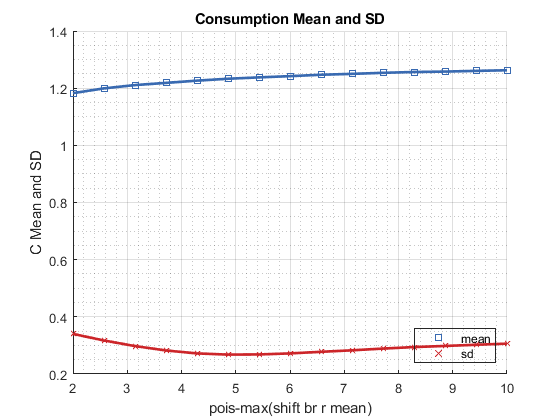 Consumption Mean and SD
1.4
1.2
1
0.8
0.6
0.4
0.2
C Mean and SD
mean
sd
2 3 4 5 6 7 8 9 10
pois-max(shift br r mean)